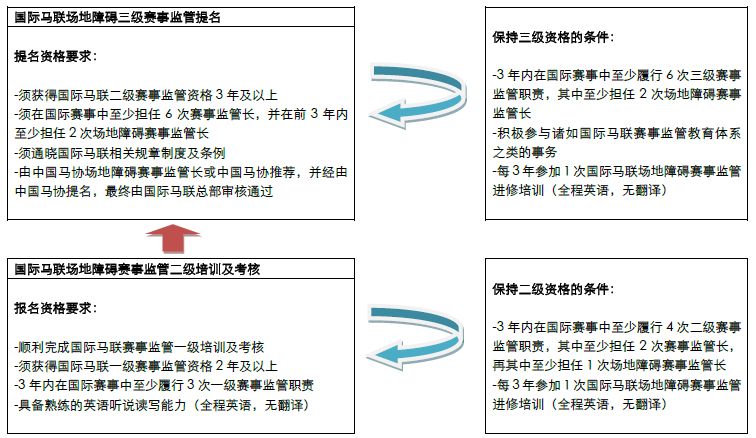 国际马联场地障碍三级赛事监管提名
提名资格要求：
-须获得国际马联二级赛事监管资格 3 年及以上
-须在国际赛事中至少担任 6 次赛事监管长，并在前 3 年内
至少担任 2 次场地障碍赛事监管长
-须通晓国际马联相关规章制度及条例
-由中国马协场地障碍赛事监管长或中国马协推荐，并经由
中国马协提名，最终由国际马联总部审核通过
保持三级资格的条件：
-3 年内在国际赛事中至少履行 6 次三级赛事监
管职责，其中至少担任 2 次场地障碍赛事监
管长
-积极参与诸如国际马联赛事监管教育体系
之类的事务
-每 3 年参加 1 次国际马联场地障碍赛事监管
进修培训（全程英语，无翻译）
国际马联场地障碍赛事监管二级培训及考核
报名资格要求：
-顺利完成国际马联赛事监管一级培训及考核
-须获得国际马联一级赛事监管资格 2 年及以上
-3 年内在国际赛事中至少履行 3 次一级赛事监管职责
-具备熟练的英语听说读写能力（全程英语，无翻译）
保持二级资格的条件：
-3 年内在国际赛事中至少履行 4 次二级赛事
监管职责，其中至少担任 2 次赛事监管长，
再其中至少担任 1 次场地障碍赛事监管长
-每 3 年参加 1 次国际马联场地障碍赛事监管
进修培训（全程英语，无翻译）